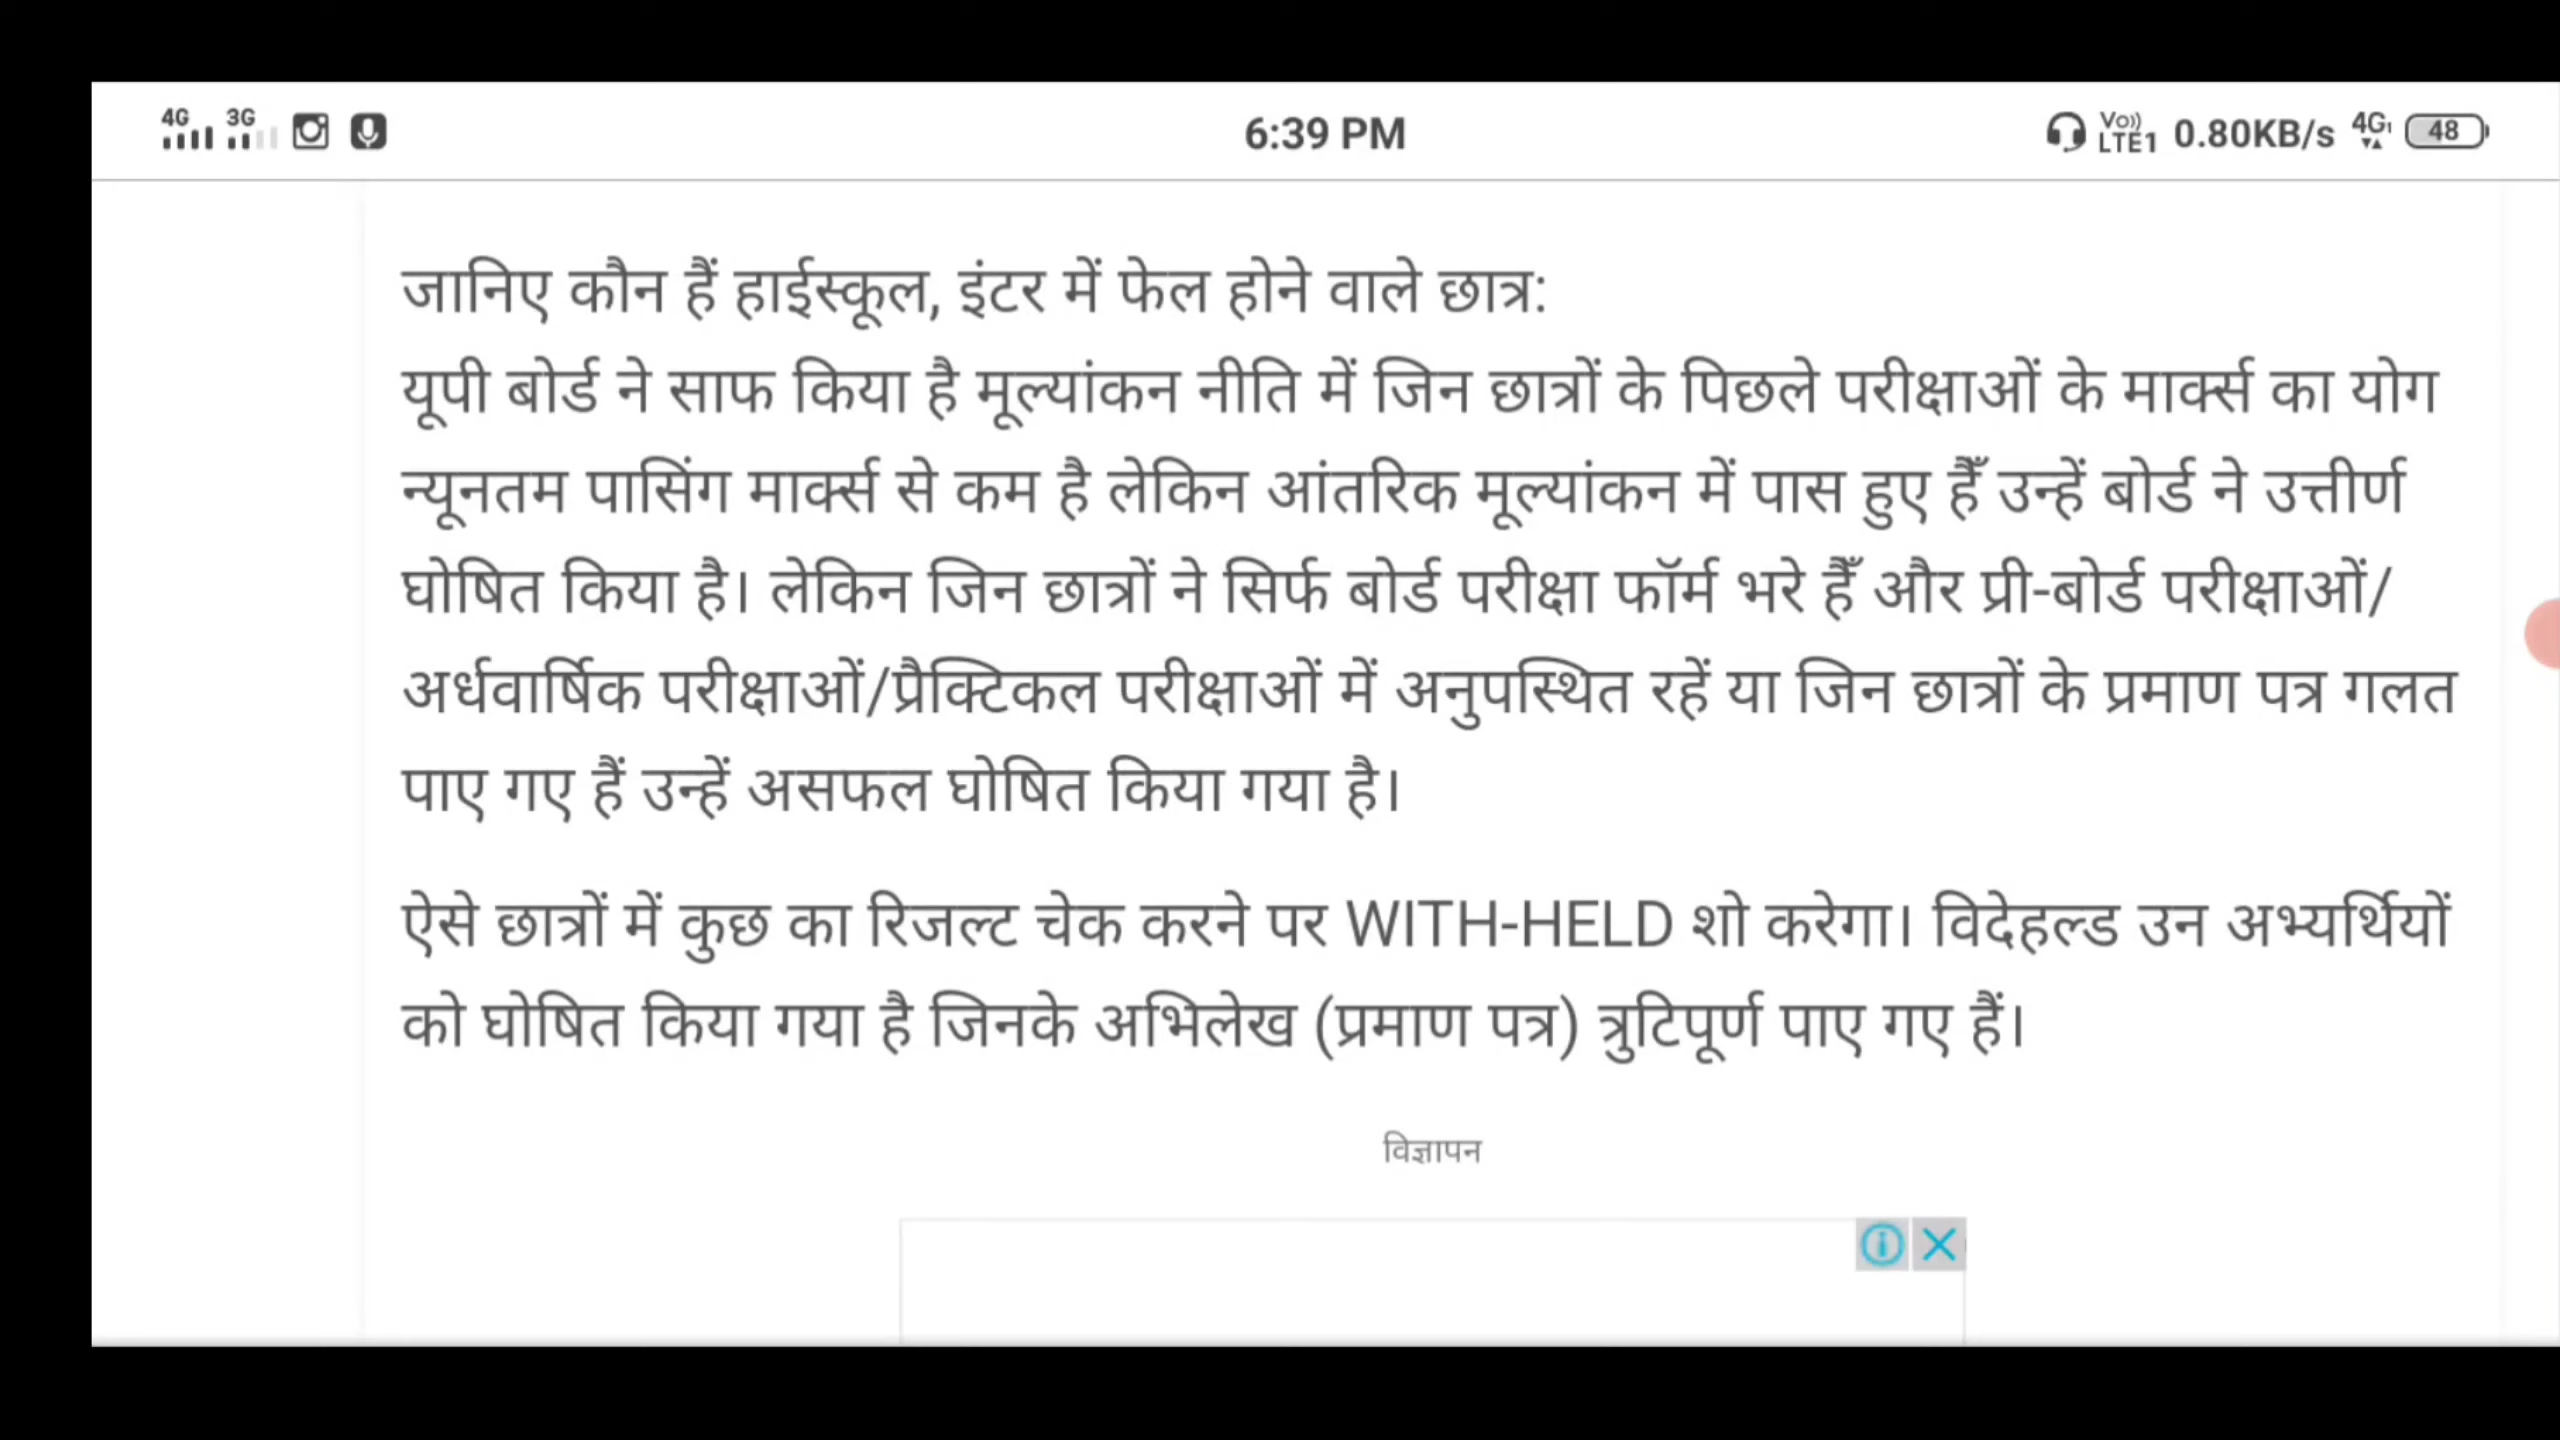 4G 3G 6:39 PM Vo)) LTE1 0.80KB/s 4G 48
जानिए कौन हैं हाईस्कूल, इंटर में फेल होने वाले छात्र:
यूपी बोर्ड ने साफ किया है मूल्यांकन नीति में जिन छात्रों के पिछले परीक्षाओं के मार्क्स का योग
न्यूनतम पासिंग मार्क्स से कम है लेकिन आंतरिक मूल्यांकन में पास हुए हैँ उन्हें बोर्ड ने उत्तीर्ण
घोषित किया है। लेकिन जिन छात्रों ने सिर्फ बोर्ड परीक्षा फॉर्म भरे हैँ और प्री-बोर्ड परीक्षाओं/
अर्धवार्षिक परीक्षाओं/प्रैक्टिकल परीक्षाओं में अनुपस्थित रहें या जिन छात्रों के प्रमाण पत्र गलत
पाए गए हैं उन्हें असफल घोषित किया गया है।
ऐसे छात्रों में कुछ का रिजल्ट चेक करने पर WITH-HELD शो करेगा। विदेहल्ड उन अभ्यर्थियों
को घोषित किया गया है जिनके अभिलेख (प्रमाण पत्र) त्रुटिपूर्ण पाए गए हैं।
विज्ञापन